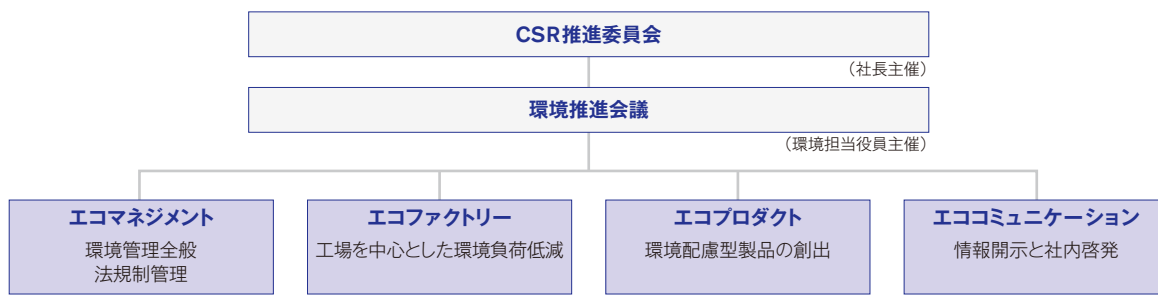 CSR推進委員会
（社長主催）
環境推進会議
（環境担当役員主催）
エコマネジメント
環境管理全般
法規制管理
エコファクトリー
工場を中心とした環境負荷低減
エコプロダクト
環境配慮型製品の創出
エココミュニケーション
情報開示と社内啓発